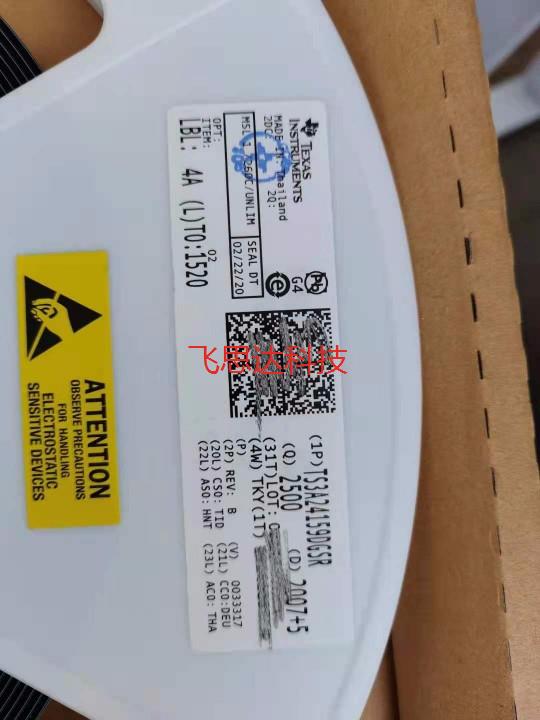 TEXAS
INSTRUMENTS
MADE IN: Thailand
2DC: 2Q:
MSL 1 /260C/UNLIM
SEAL DT
02/22/20
OPT:
ITEM:
LBL: 4A (L)T0:1520
02
G4
Pb
e
飞思达科技
(1P) TS3A24159DGSR
(Q) 2500 (D) 2007+5
(31T)LOT:
(4W) TKY(1T)
(P)
(2P) REV: B (V) 0033317
(20L) CSO: TID (21L) CCO:DEU
(22L) ASO: HNT (23L) ACO: THA
ATTENTION
OBSERVE PRECAUTIONS
FOR HANDLING
ELECTROSTATIC
SENSITIVE DEVICES